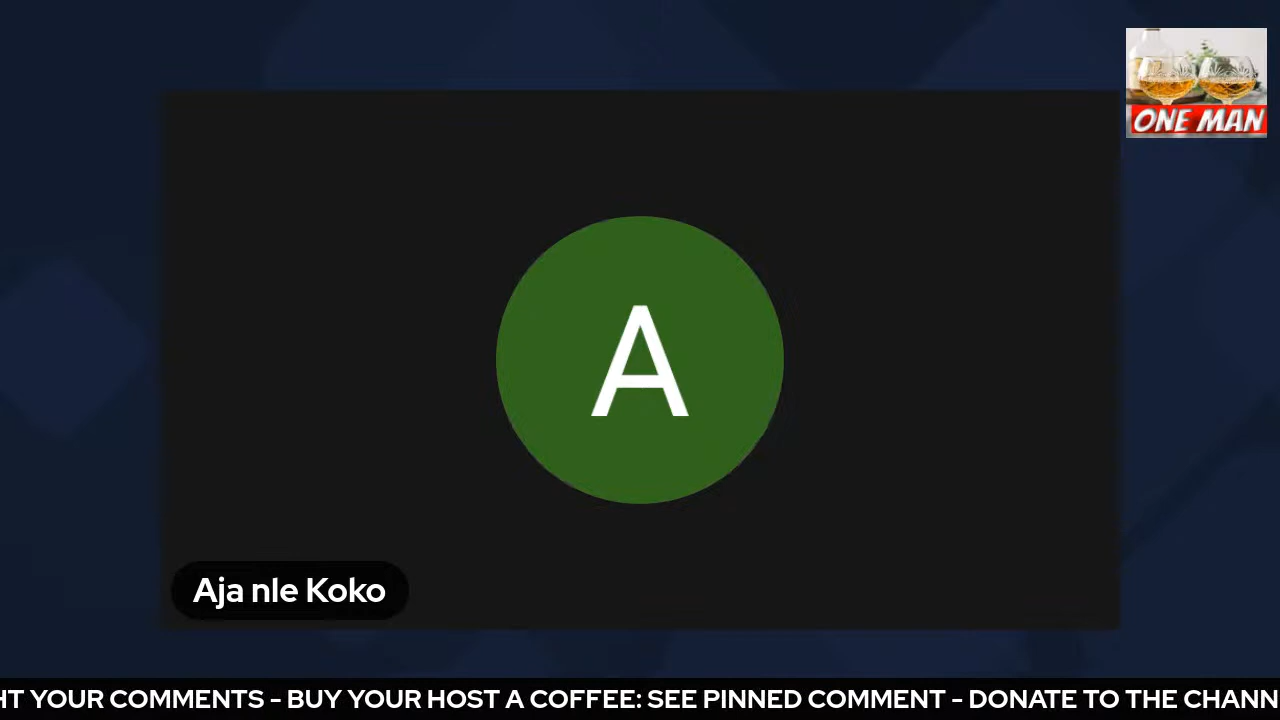 ONE MAN
A
Aja nle Koko
HT YOUR COMMENTS - BUY YOUR HOST A COFFEE: SEE PINNED COMMENT - DONATE TO THE CHANN